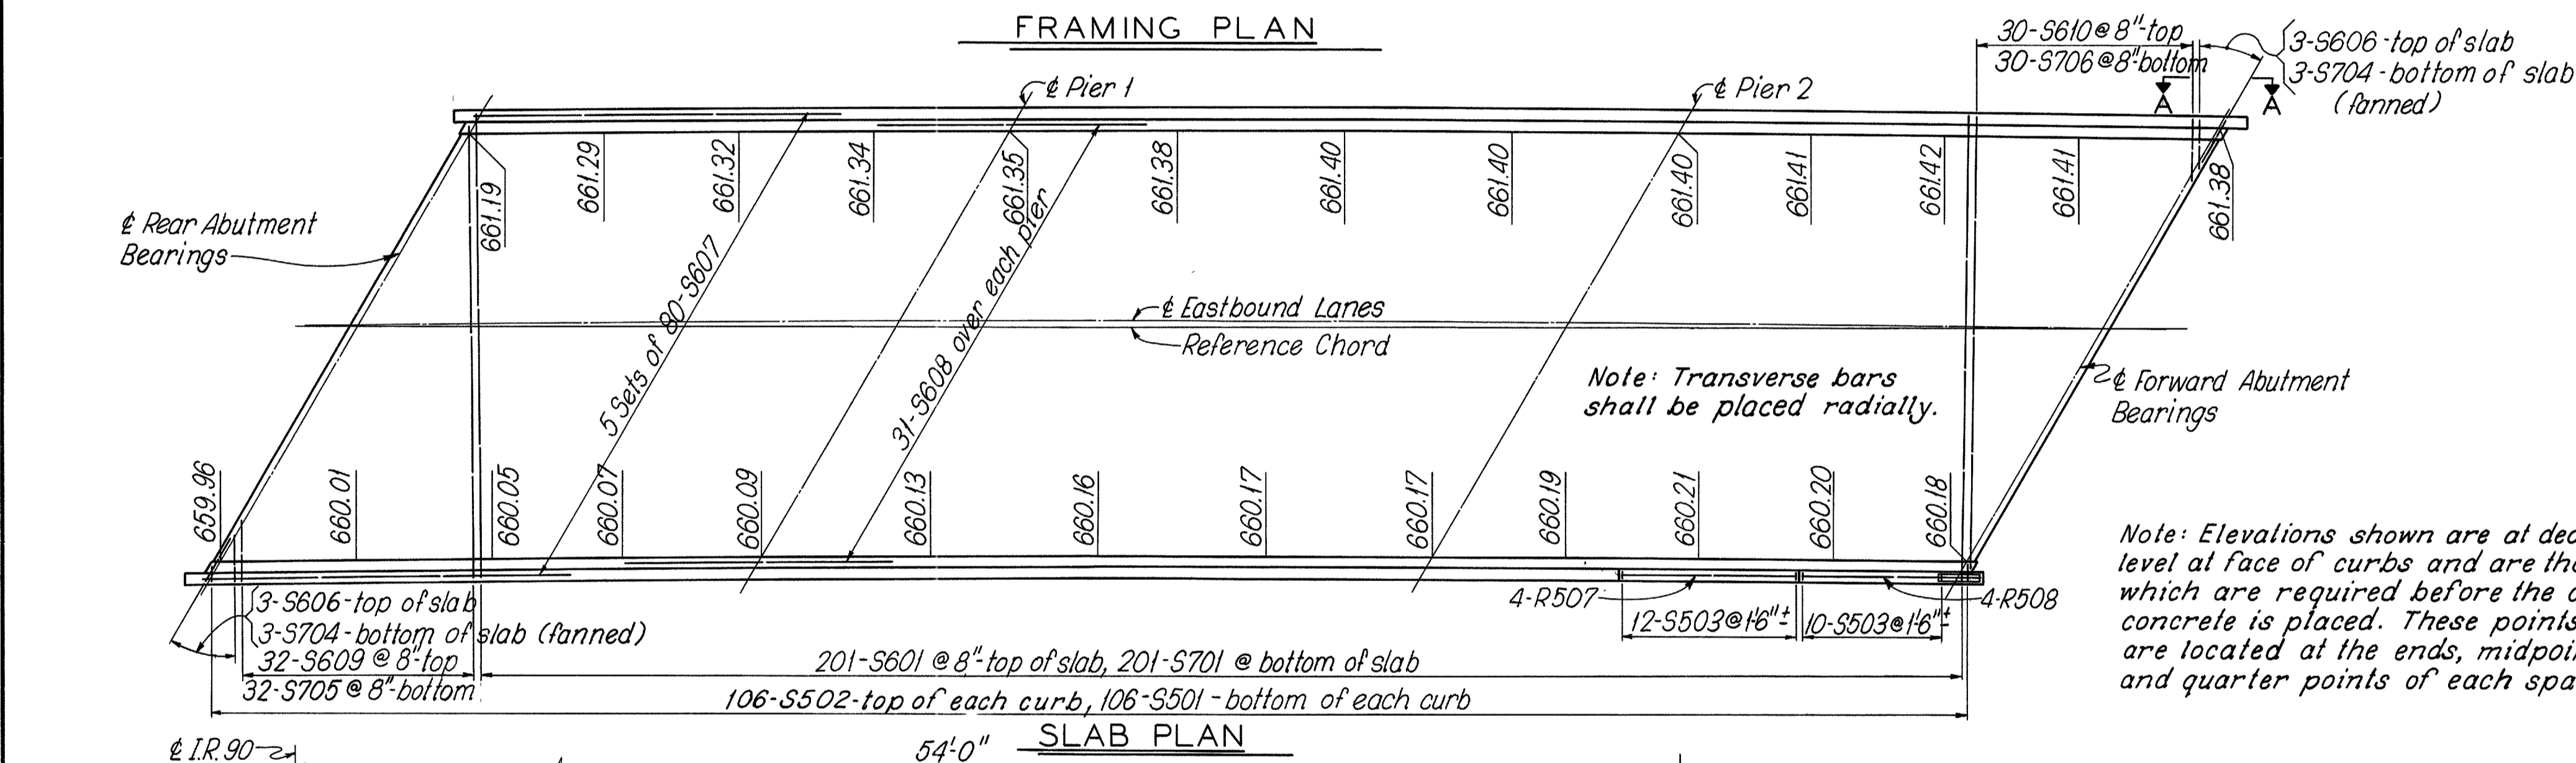 FRAMING PLAN
30-S610@8"-top
30-S706@8"-bottom
3-S606-top of slab
3-S704-bottom of slab
(fanned)
A
A
℄ Pier 1
℄ Pier 2
661.19
661.29
661.32
661.34
661.35
661.38
661.40
661.40
661.40
661.41
661.42
661.41
661.38
℄ Rear Abutment
Bearings
5 Sets of 80-S607
31-S608 over each pier
℄ Eastbound Lanes
Reference Chord
Note: Transverse bars
shall be placed radially.
℄ Forward Abutment
Bearings
659.96
660.01
660.05
660.07
660.09
660.13
660.16
660.17
660.17
660.19
660.21
660.20
660.18
Note: Elevations shown are at
level at face of curbs and are
which are required before the
concrete is placed. These points
are located at the ends,
and quarter points of each
3-S606-top of slab
3-S704-bottom of slab (fanned)
32-S609 @ 8"-top
32-S705@8"-bottom
4-R507
4-R508
12-S503@1'6"±
10-S503@1'6"±
201-S601 @8"-top of slab, 201-S701 @ bottom of slab
106-S502-top of each curb, 106-S501-bottom of each curb
SLAB PLAN
℄ I.R. 90
54'-0"